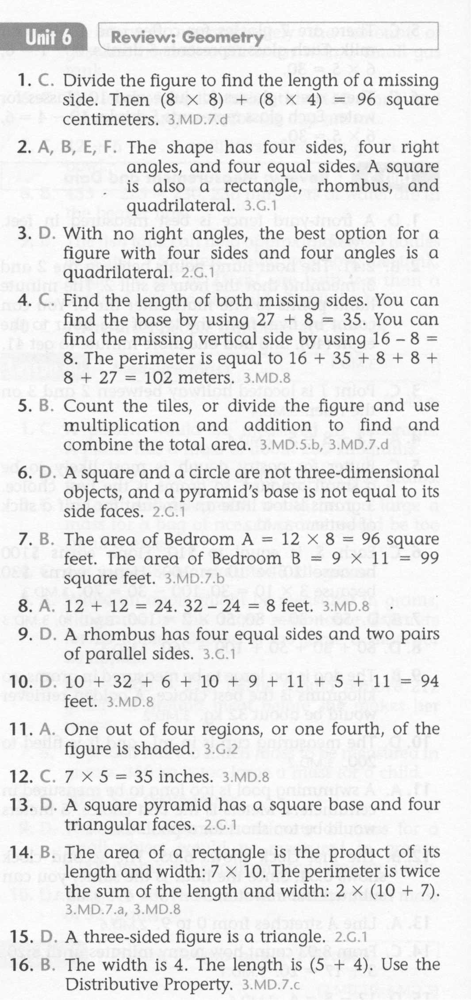 Unit 6
Review: Geometry
1. C. Divide the figure to find the length of a missing
side. Then (8 × 8) + (8 × 4) = 96 square
centimeters. 3.MD.7.d
2. A, B, E, F. The shape has four sides, four right
angles, and four equal sides. A square
is also a rectangle, rhombus, and
quadrilateral. 3.G.1
3. D. With no right angles, the best option for a
figure with four sides and four angles is a
quadrilateral. 2.G.1
4. C. Find the length of both missing sides. You can
find the base by using 27 + 8 = 35. You can
find the missing vertical side by using 16 – 8 =
8. The perimeter is equal to 16 + 35 + 8 + 8 +
8 + 27 = 102 meters. 3.MD.8
5. B. Count the tiles, or divide the figure and use
multiplication and addition to find and
combine the total area. 3.MD.5.b, 3.MD.7.d
6. D. A square and a circle are not three-dimensional
objects, and a pyramid's base is not equal to its
side faces. 2.G.1
7. B. The area of Bedroom A = 12 × 8 = 96 square
feet. The area of Bedroom B = 9 × 11 = 99
square feet. 3.MD.7.b
8. A. 12 + 12 = 24. 32 – 24 = 8 feet. 3.MD.8
9. D. A rhombus has four equal sides and two pairs
of parallel sides. 3.G.1
10. D. 10 + 32 + 6 + 10 + 9 + 11 + 5 + 11 = 94
feet. 3.MD.8
11. A. One out of four regions, or one fourth, of the
figure is shaded. 3.G.2
12. C. 7 × 5 = 35 inches. 3.MD.8
13. D. A square pyramid has a square base and four
triangular faces. 2.G.1
14. B. The area of a rectangle is the product of its
length and width: 7 × 10. The perimeter is twice
the sum of the length and width: 2 × (10 + 7).
3.MD.7.a, 3.MD.8
15. D. A three-sided figure is a triangle. 2.G.1
16. B. The width is 4. The length is (5 + 4). Use the
Distributive Property. 3.MD.7.c